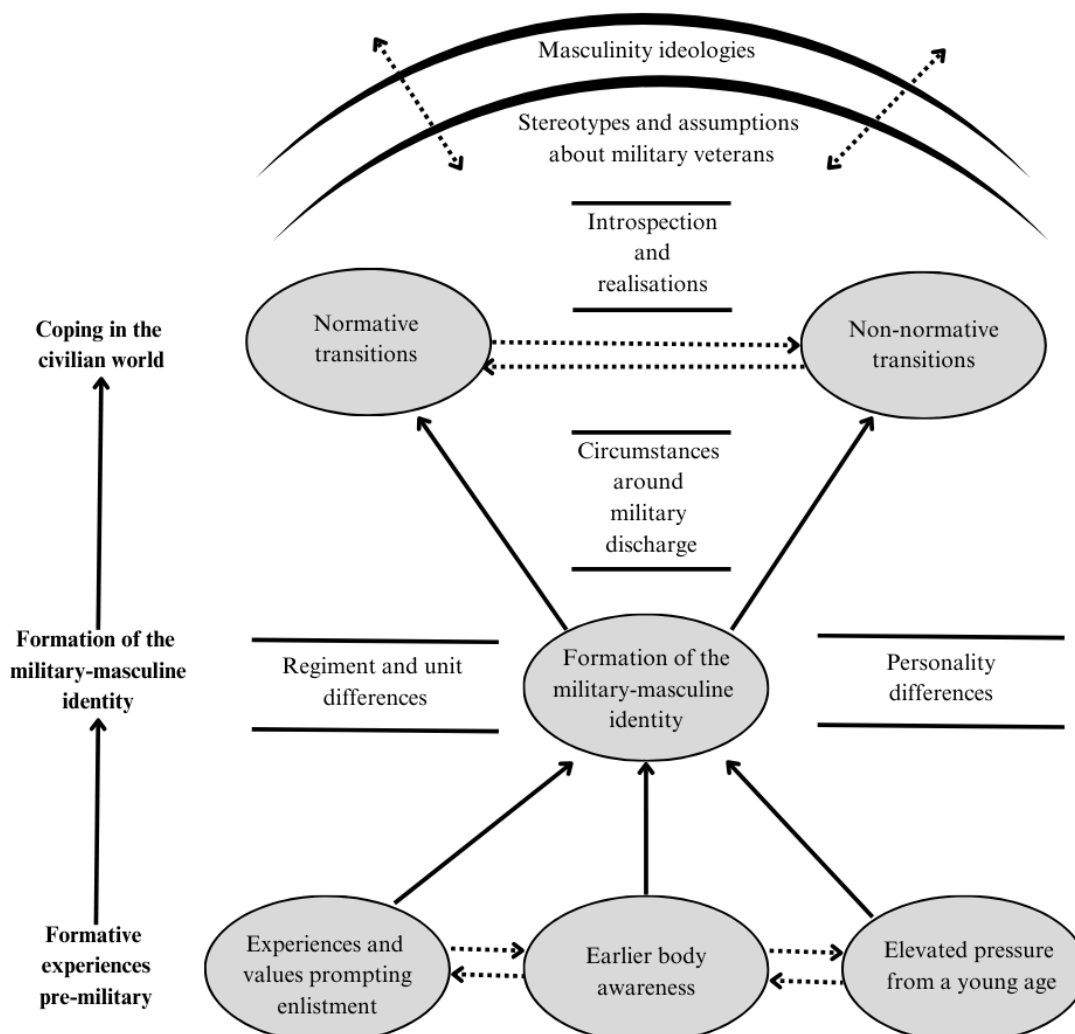 Masculinity ideologies
Stereotypes and assumptions
about military veterans
Introspection
and
realisations
Coping in the
civilian world
Normative
transitions
Non-normative
transitions
Circumstances
around
military
discharge
Formation of the
military-masculine
identity
Regiment and unit
differences
Formation of the
military-masculine
identity
Personality
differences
Formative
experiences
pre-military
Experiences and
values prompting
enlistment
Earlier body
awareness
Elevated pressure
from a young age